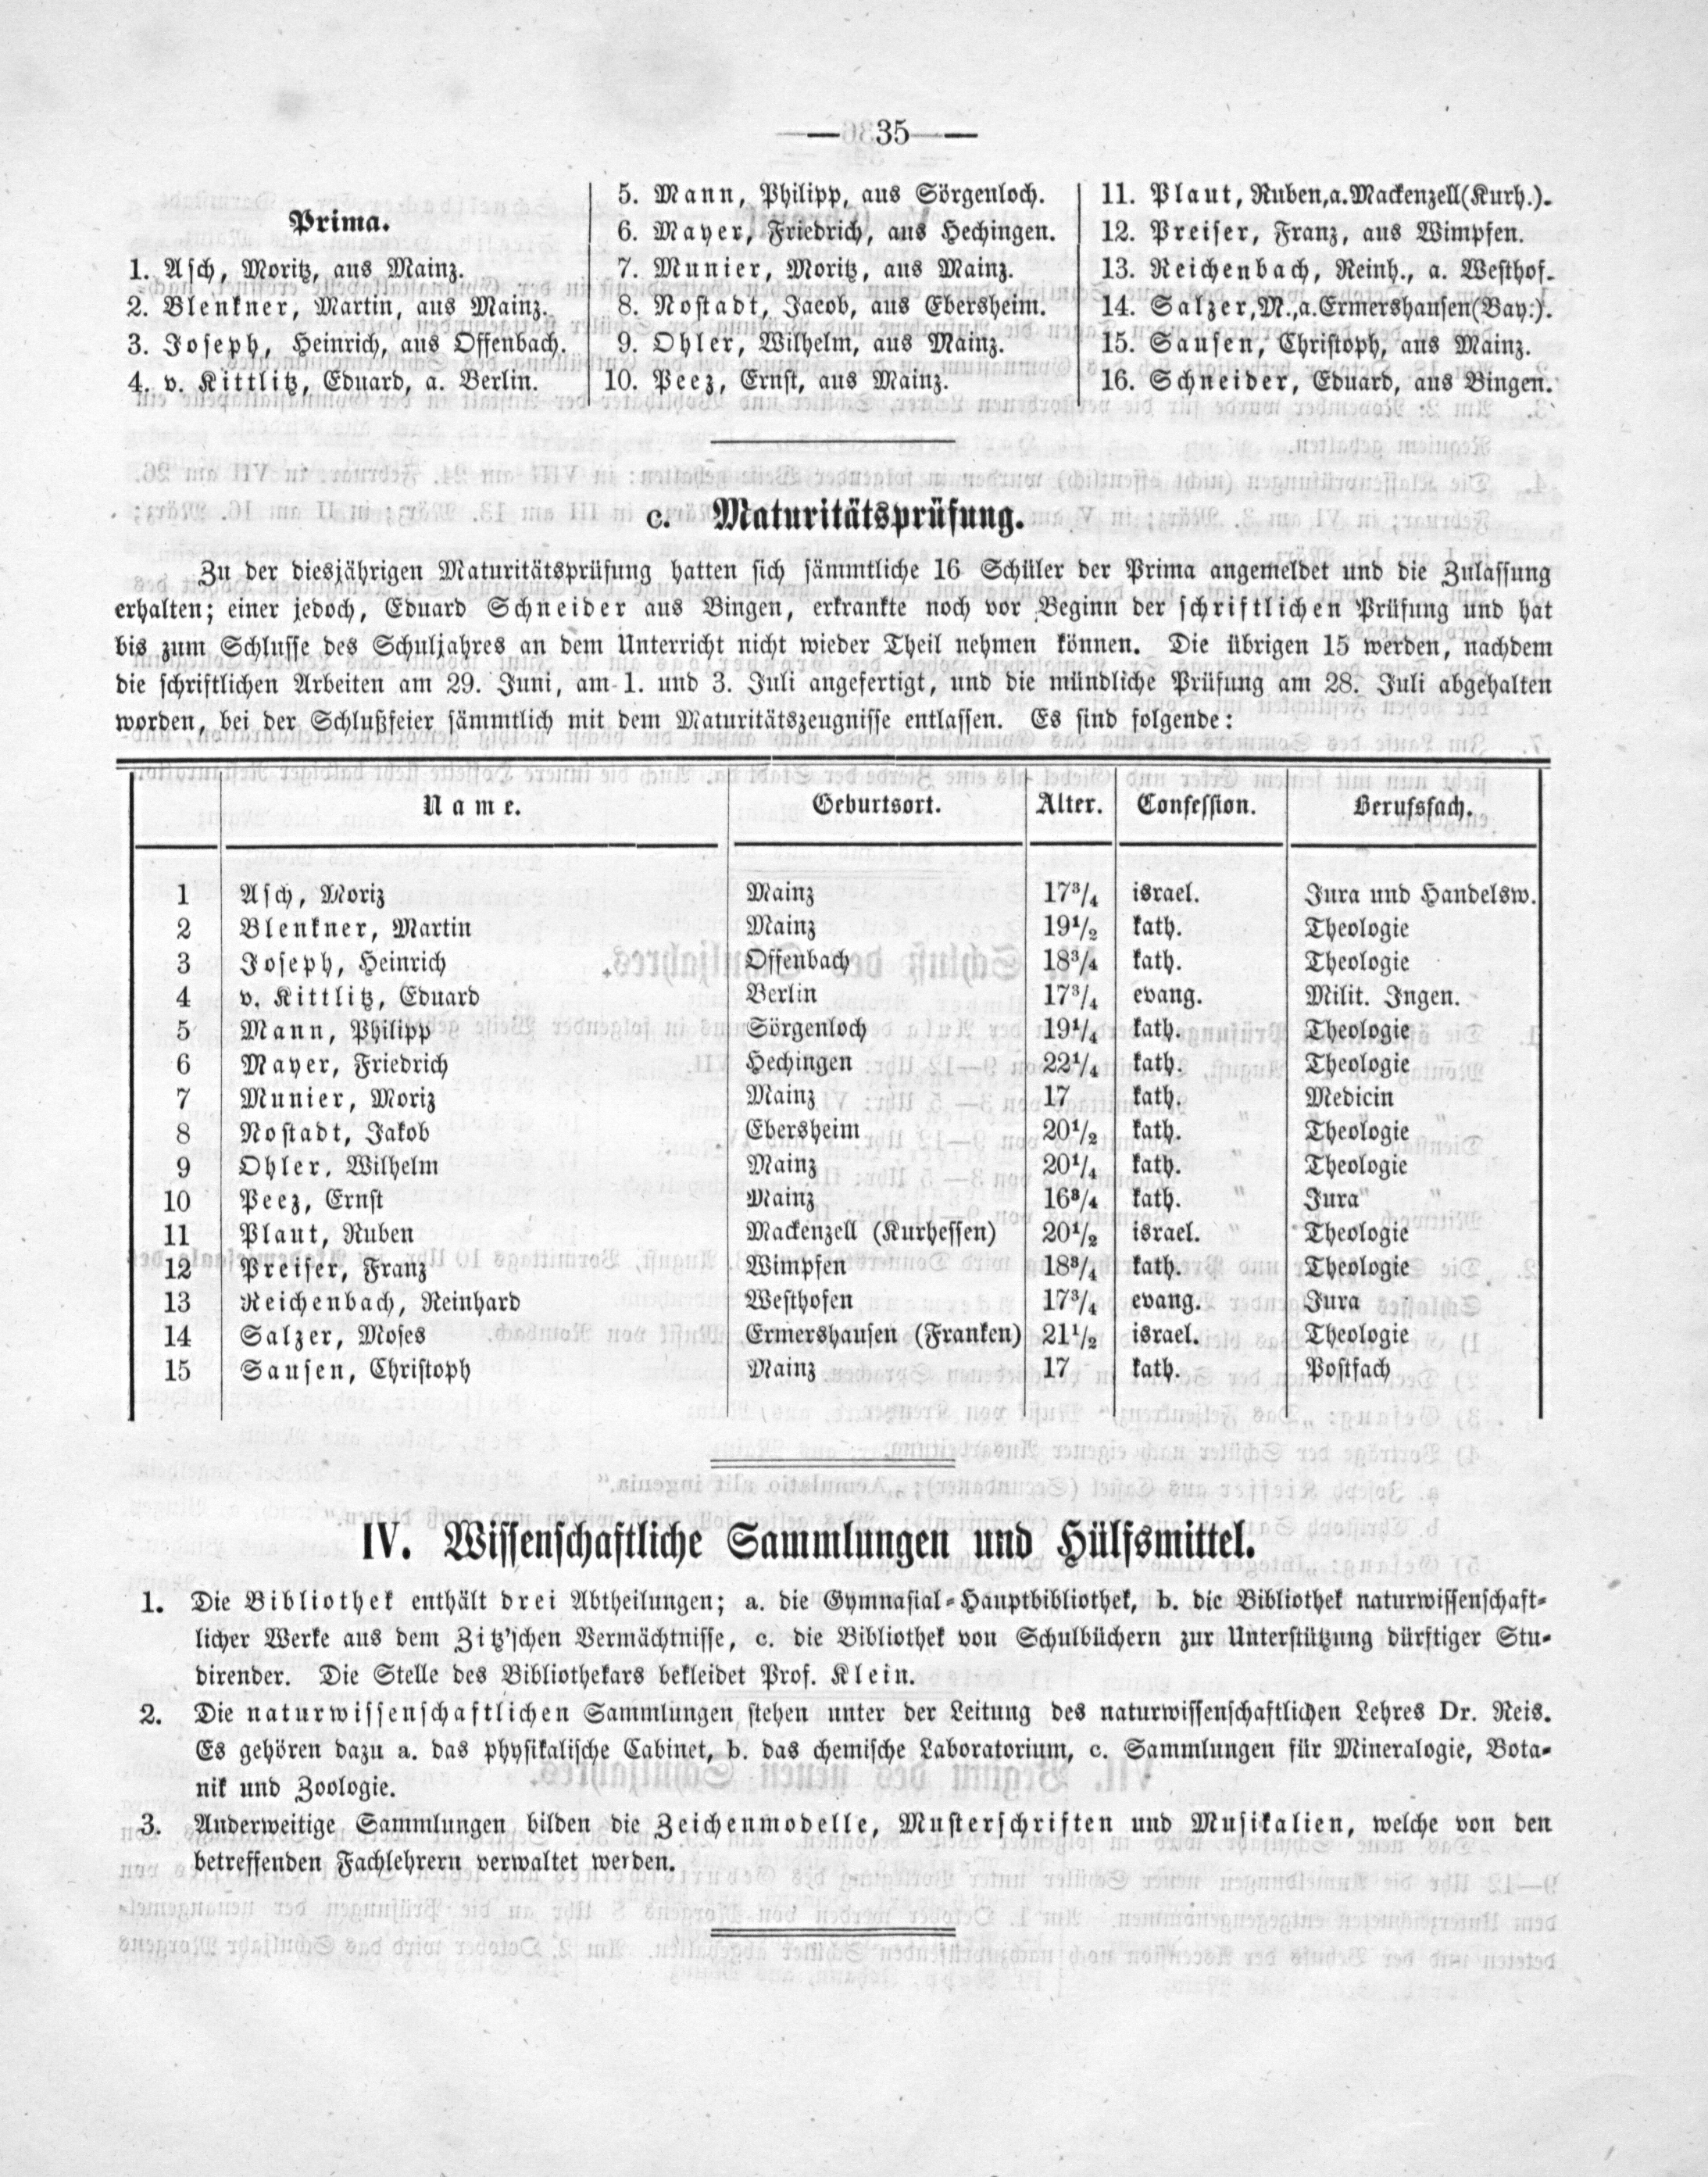 — 35 —
Prima.
1. Asch, Moritz, aus Mainz.
2. Blenkner, Martin, aus Mainz.
3. Joseph, Heinrich, aus Offenbach.
4. v. Kittlitz, Eduard, a. Berlin.
5. Mann, Philipp, aus Sörgenloch.
6. Mayer, Friedrich, aus Hechingen.
7. Munier, Moritz, aus Mainz.
8. Nostadt, Jacob, aus Ebersheim.
9. Ohler, Wilhelm, aus Mainz.
10. Peez, Ernst, aus Mainz.
11. Plaut, Ruben, a. Mackenzell (Kurh.).
12. Preiser, Franz, aus Wimpfen.
13. Reichenbach, Reinh., a. Westhof.
14. Salzer, M., a. Ermershausen (Bay:).
15. Sausen, Christoph, aus Mainz.
16. Schneider, Eduard, aus Bingen.
c. Maturitätsprüfung.
Zu der diesjährigen Maturitätsprüfung hatten sich sämmtliche 16 Schüler der Prima angemeldet und die Zulassung
erhalten; einer jedoch, Eduard Schneider aus Bingen, erkrankte noch vor Beginn der schriftlichen Prüfung und hat
bis zum Schlusse des Schuljahres an dem Unterricht nicht wieder Theil nehmen können. Die übrigen 15 werden, nachdem
die schriftlichen Arbeiten am 29. Juni, am 1. und 3. Juli angefertigt, und die mündliche Prüfung am 28. Juli abgehalten
worden, bei der Schlußfeier sämmtlich mit dem Maturitätszeugnisse entlassen. Es sind folgende:
Name. Geburtsort. Alter. Confession. Berufsfach.
1 Asch, Moriz Mainz 17³/₄ israel. Jura und Handelsw.
2 Blenkner, Martin Mainz 19¹/₂ kath. Theologie
3 Joseph, Heinrich Offenbach 18³/₄ kath. Theologie
4 v. Kittlitz, Eduard Berlin 17³/₄ evang. Milit. Ingen.
5 Mann, Philipp Sörgenloch 19¹/₄ kath. Theologie
6 Mayer, Friedrich Hechingen 22¹/₄ kath. Theologie
7 Munier, Moriz Mainz 17 kath. Medicin
8 Nostadt, Jakob Ebersheim 20¹/₂ kath. Theologie
9 Ohler, Wilhelm Mainz 20¹/₄ kath. Theologie
10 Peez, Ernst Mainz 16³/₄ kath. Jura
11 Plaut, Ruben Mackenzell (Kurhessen) 20¹/₂ israel. Theologie
12 Preiser, Franz Wimpfen 18³/₄ kath. Theologie
13 Reichenbach, Reinhard Westhofen 17³/₄ evang. Jura
14 Salzer, Moses Ermershausen (Franken) 21¹/₂ israel. Theologie
15 Sausen, Christoph Mainz 17 kath. Postfach
IV. Wissenschaftliche Sammlungen und Hülfsmittel.
1. Die Bibliothek enthält drei Abtheilungen; a. die Gymnasial-Hauptbibliothek, b. die Bibliothek naturwissenschaft-
licher Werke aus dem Zitz'schen Vermächtnisse, c. die Bibliothek von Schulbüchern zur Unterstützung dürftiger Stu-
dirender. Die Stelle des Bibliothekars bekleidet Prof. Klein.
2. Die naturwissenschaftlichen Sammlungen stehen unter der Leitung des naturwissenschaftlichen Lehres Dr. Reis.
Es gehören dazu a. das physikalische Cabinet, b. das chemische Laboratorium, c. Sammlungen für Mineralogie, Bota-
nik und Zoologie.
3. Anderweitige Sammlungen bilden die Zeichenmodelle, Musterschriften und Musikalien, welche von den
betreffenden Fachlehrern verwaltet werden.